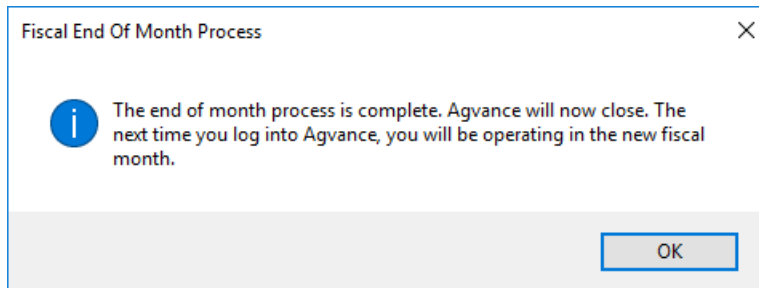 Fiscal End Of Month Process
The end of month process is complete. Agvance will now close. The
next time you log into Agvance, you will be operating in the new fiscal
month.
OK